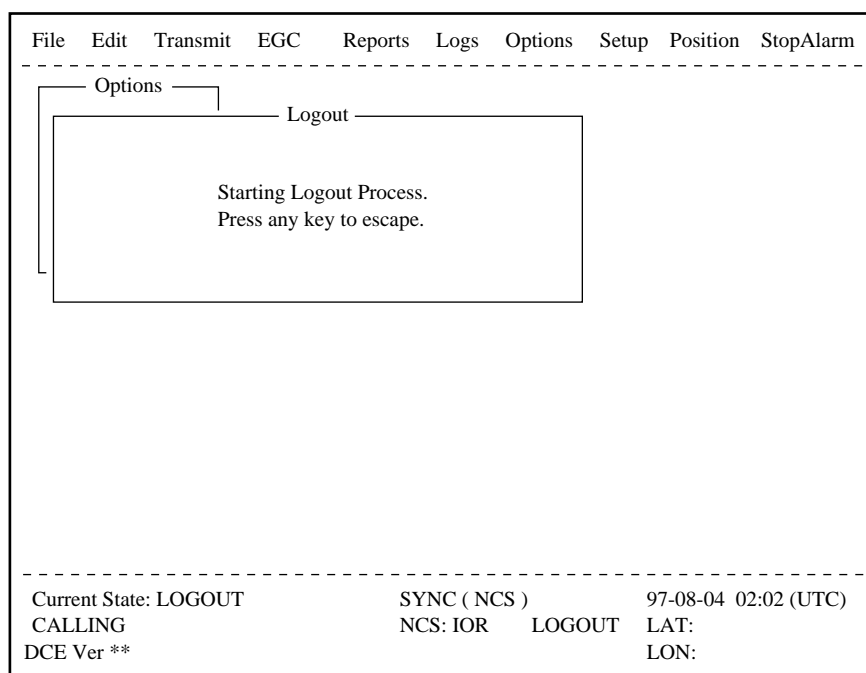 File Edit Transmit EGC Reports Logs Options Setup Position StopAlarm
Options
Logout
Starting Logout Process.
Press any key to escape.
Current State: LOGOUT SYNC ( NCS ) 97-08-04 02:02 (UTC)
CALLING NCS: IOR LOGOUT LAT:
DCE Ver ** LON: